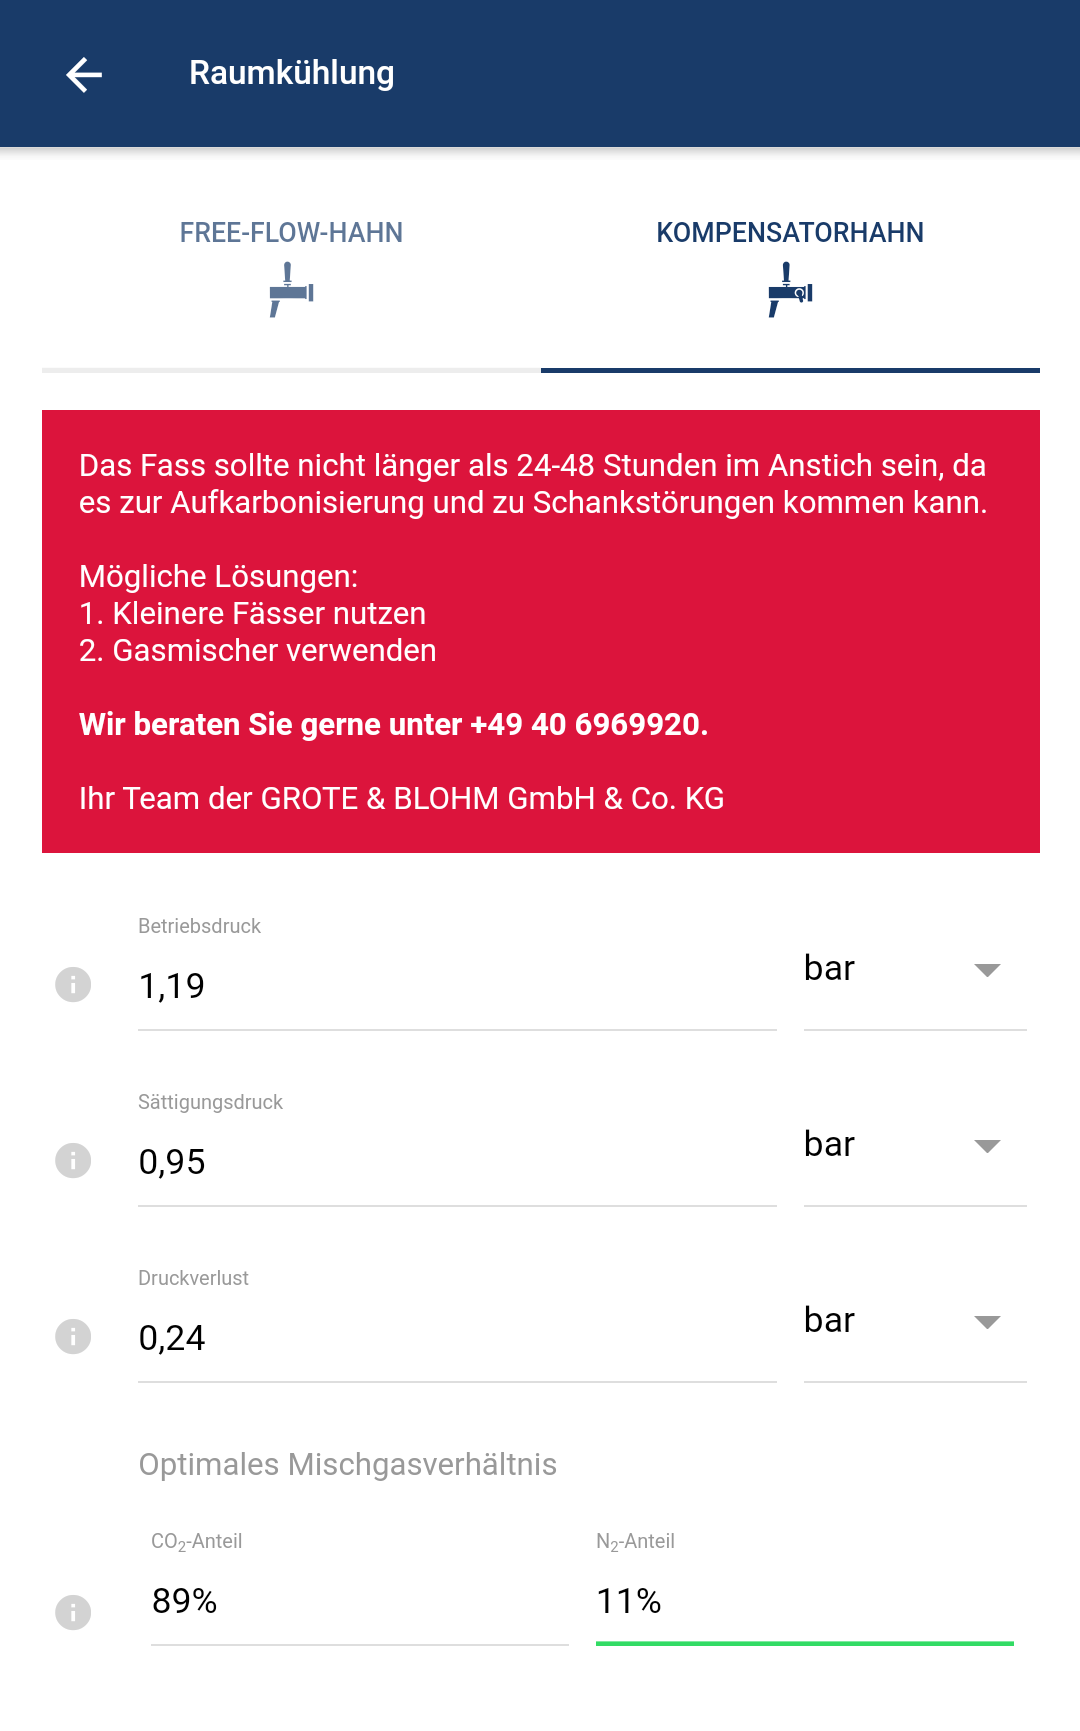 Raumkühlung
FREE-FLOW-HAHN
KOMPENSATORHAHN
Das Fass sollte nicht länger als 24-48 Stunden im Anstich sein, da
es zur Aufkarbonisierung und zu Schankstörungen kommen kann.
Mögliche Lösungen:
1. Kleinere Fässer nutzen
2. Gasmischer verwenden
Wir beraten Sie gerne unter +49 40 6969920.
Ihr Team der GROTE & BLOHM GmbH & Co. KG
Betriebsdruck
1,19 bar
Sättigungsdruck
0,95 bar
Druckverlust
0,24 bar
Optimales Mischgasverhältnis
CO₂-Anteil N₂-Anteil
89% 11%